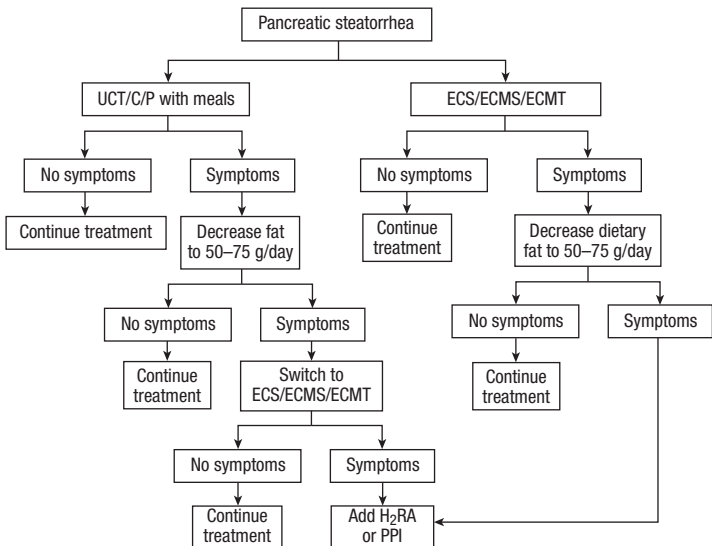 Pancreatic steatorrhea
UCT/C/P with meals
ECS/ECMS/ECMT
No symptoms
Symptoms
No symptoms
Symptoms
Continue treatment
Decrease fat
to 50–75 g/day
Continue
treatment
Decrease dietary
fat to 50–75 g/day
No symptoms
Symptoms
No symptoms
Symptoms
Continue
treatment
Switch to
ECS/ECMS/ECMT
Continue
treatment
No symptoms
Symptoms
Continue
treatment
Add H₂RA
or PPI